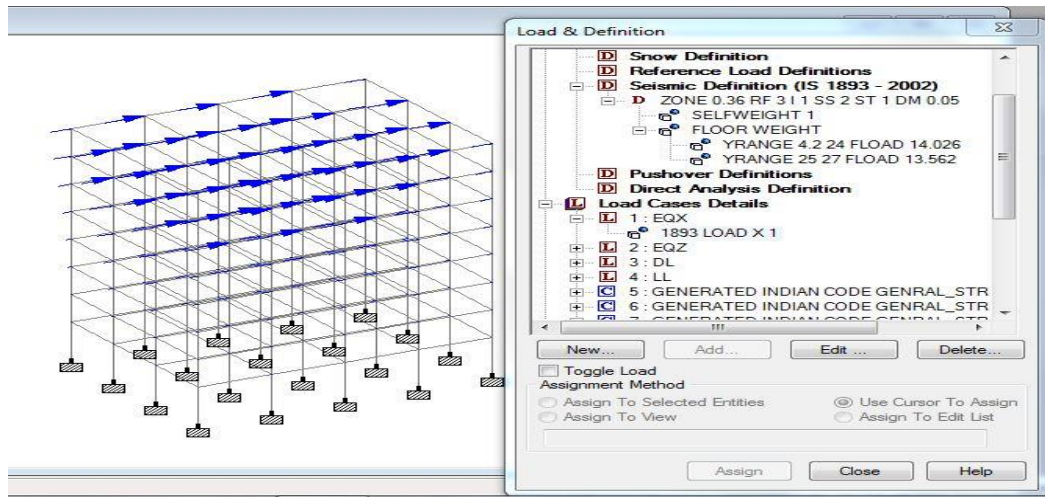 Load & Definition
Snow Definition
Reference Load Definitions
Seismic Definition (IS 1893 - 2002)
ZONE 0.36 RF 3 I 1 SS 2 ST 1 DM 0.05
SELFWEIGHT 1
FLOOR WEIGHT
YRANGE 4.2 24 FLOAD 14.026
YRANGE 25 27 FLOAD 13.562
Pushover Definitions
Direct Analysis Definition
Load Cases Details
1 : EQX
1893 LOAD X 1
2 : EQZ
3 : DL
4 : LL
5 : GENERATED INDIAN CODE GENRAL_STR
6 : GENERATED INDIAN CODE GENRAL_STR
New... Add... Edit ... Delete...
Toggle Load
Assignment Method
Assign To Selected Entities Use Cursor To Assign
Assign To View Assign To Edit List
Assign Close Help